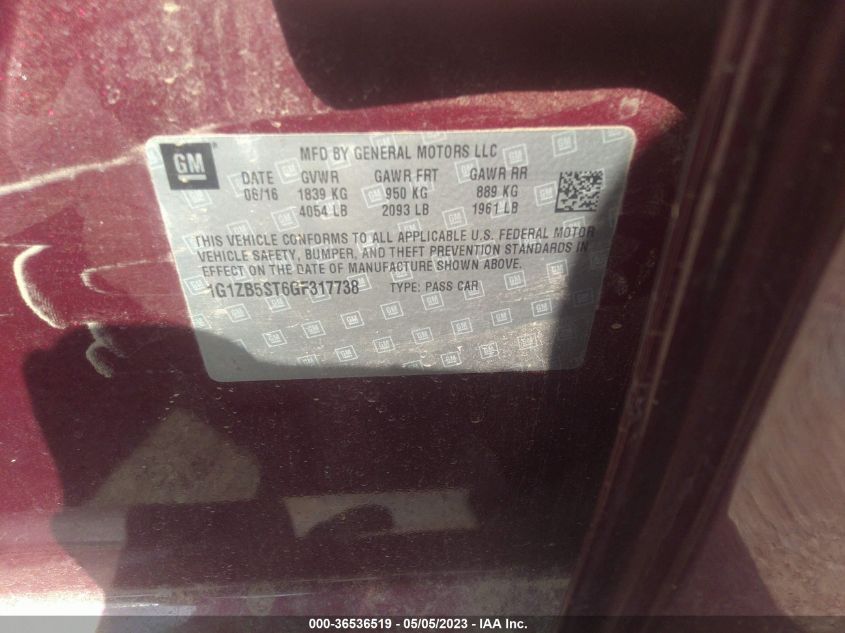 GM
MFD BY GENERAL MOTORS LLC
DATE GVWR GAWR FRT GAWR RR
06/16 1839 KG 950 KG 889 KG
4054 LB 2093 LB 1961 LB
THIS VEHICLE CONFORMS TO ALL APPLICABLE U.S. FEDERAL MOTOR
VEHICLE SAFETY, BUMPER, AND THEFT PREVENTION STANDARDS IN
EFFECT ON THE DATE OF MANUFACTURE SHOWN ABOVE.
1G1ZB5ST6GF317738 TYPE: PASS CAR
000-36536519 - 05/05/2023 - IAA Inc.